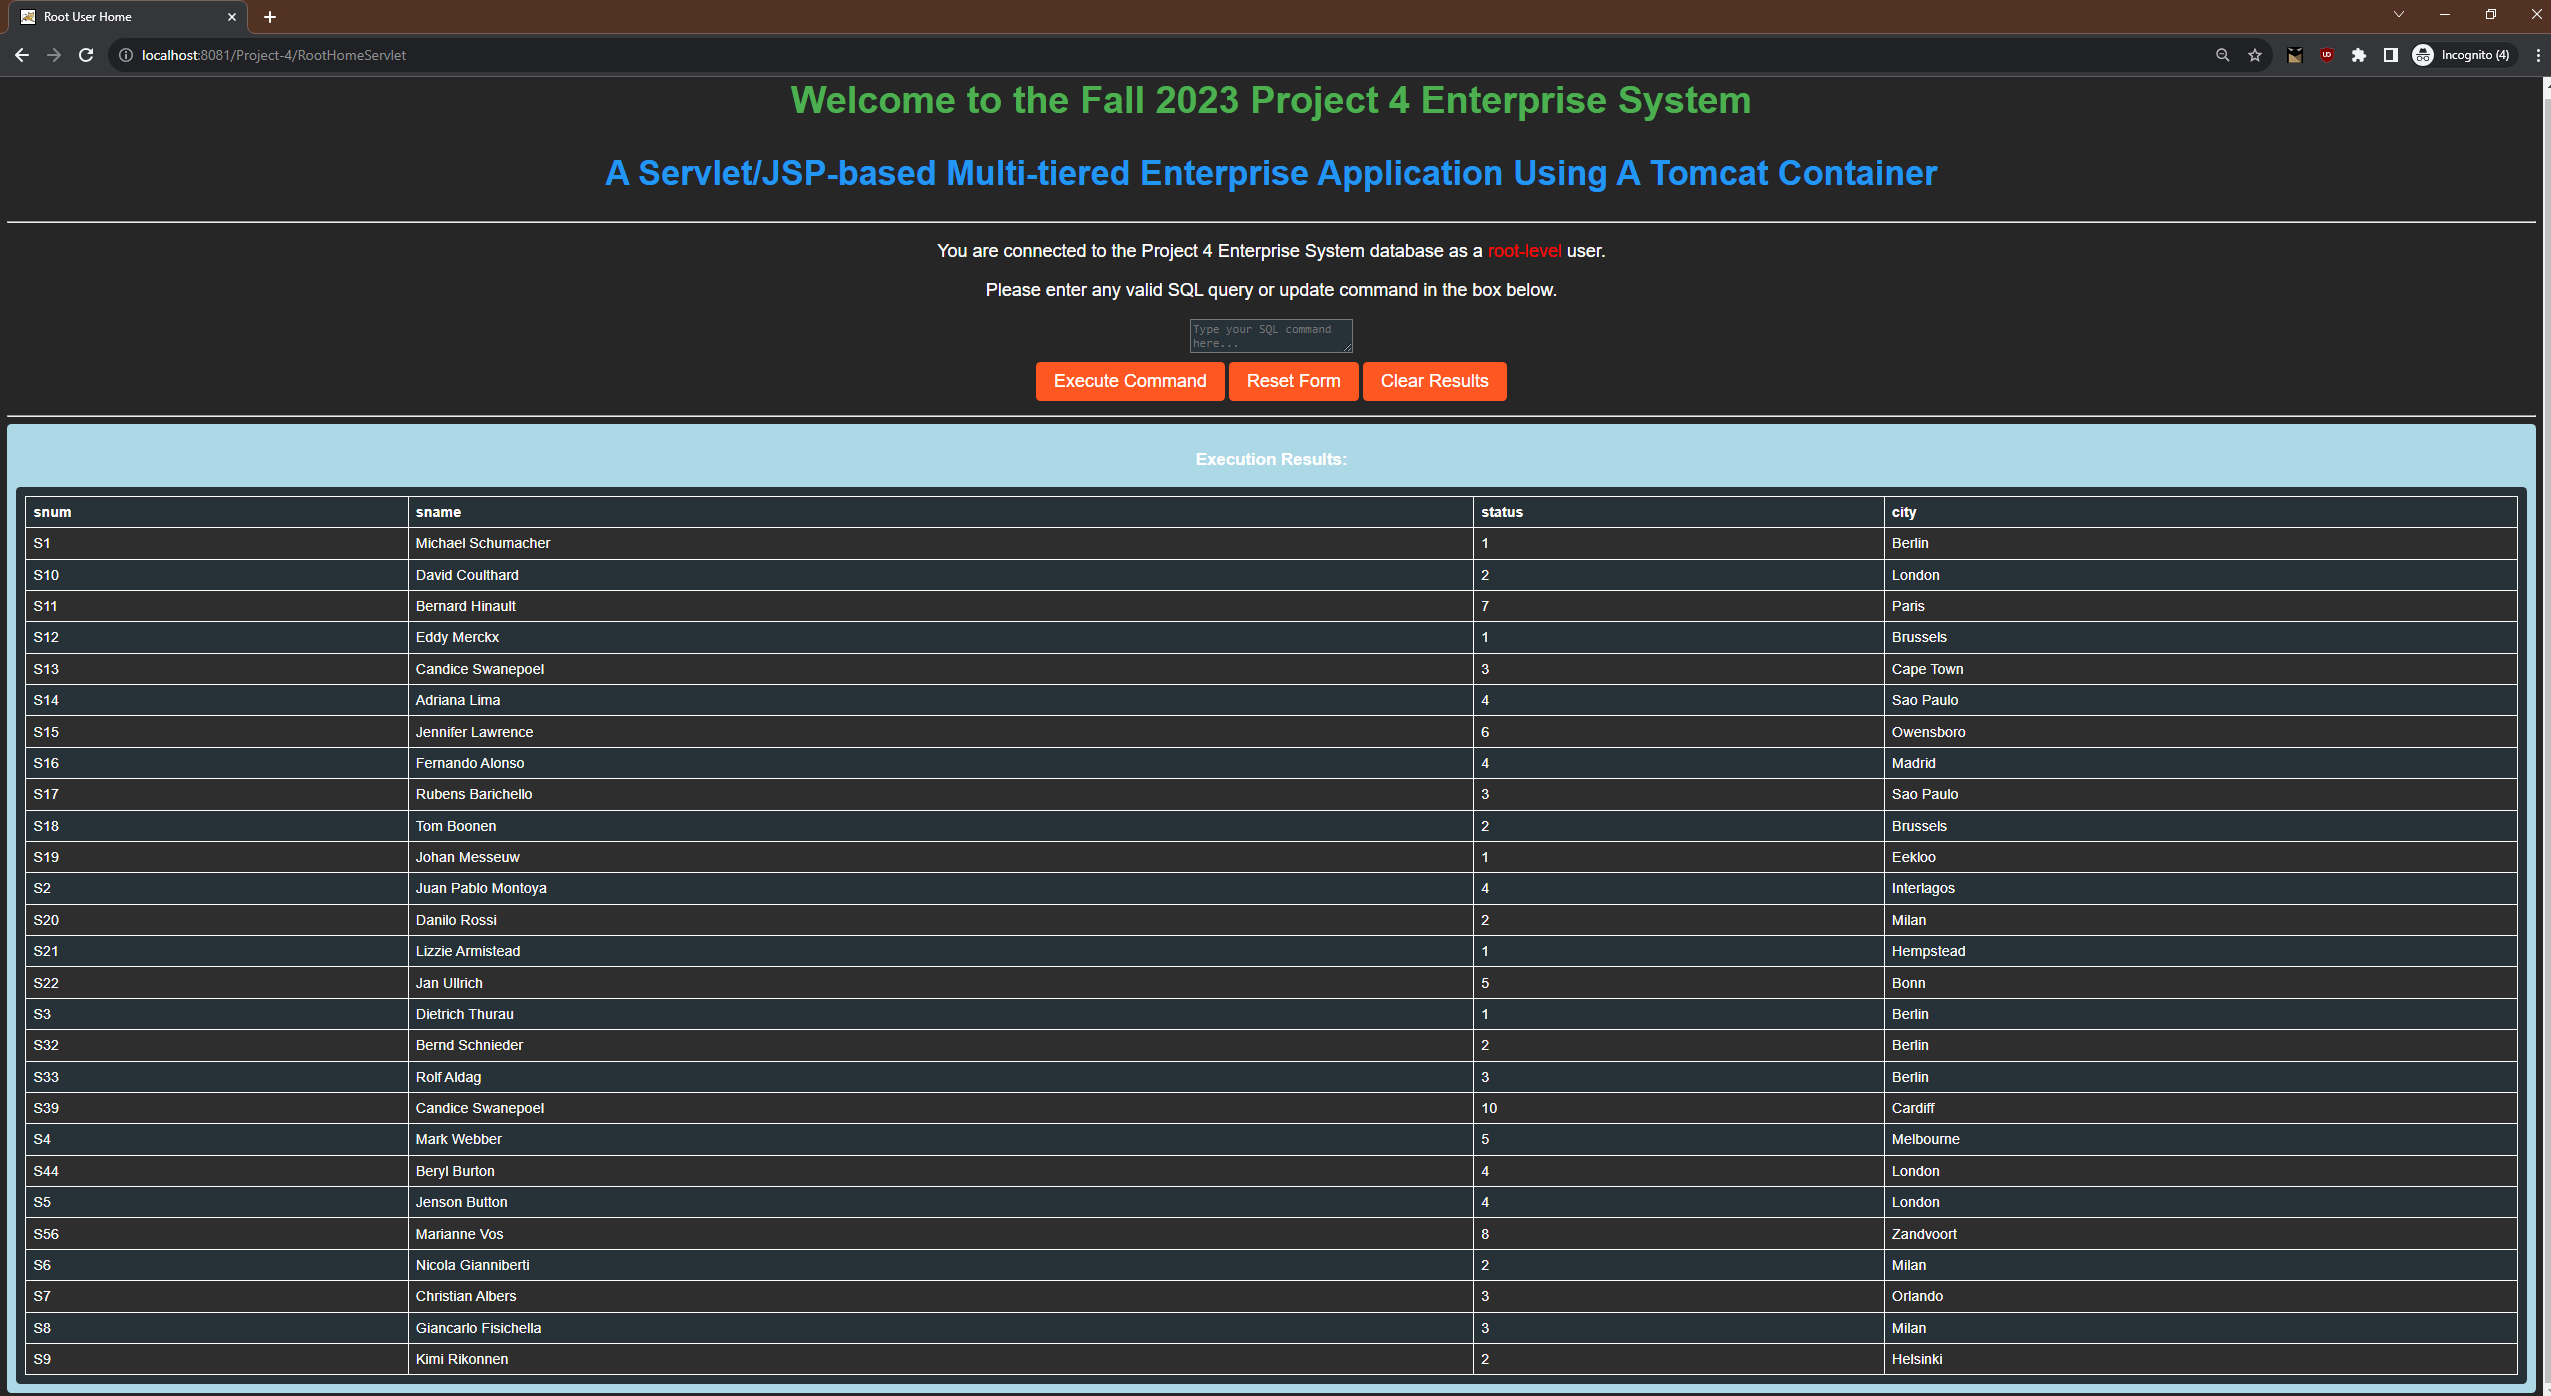 Root User Home
localhost:8081/Project-4/RootHomeServlet
Incognito (4)
Welcome to the Fall 2023 Project 4 Enterprise System
A Servlet/JSP-based Multi-tiered Enterprise Application Using A Tomcat Container
You are connected to the Project 4 Enterprise System database as a root-level user.
Please enter any valid SQL query or update command in the box below.
Type your SQL command
here...
Execute Command Reset Form Clear Results
Execution Results:
snum sname status city
S1 Michael Schumacher 1 Berlin
S10 David Coulthard 2 London
S11 Bernard Hinault 7 Paris
S12 Eddy Merckx 1 Brussels
S13 Candice Swanepoel 3 Cape Town
S14 Adriana Lima 4 Sao Paulo
S15 Jennifer Lawrence 6 Owensboro
S16 Fernando Alonso 4 Madrid
S17 Rubens Barichello 3 Sao Paulo
S18 Tom Boonen 2 Brussels
S19 Johan Messeuw 1 Eekloo
S2 Juan Pablo Montoya 4 Interlagos
S20 Danilo Rossi 2 Milan
S21 Lizzie Armistead 1 Hempstead
S22 Jan Ullrich 5 Bonn
S3 Dietrich Thurau 1 Berlin
S32 Bernd Schnieder 2 Berlin
S33 Rolf Aldag 3 Berlin
S39 Candice Swanepoel 10 Cardiff
S4 Mark Webber 5 Melbourne
S44 Beryl Burton 4 London
S5 Jenson Button 4 London
S56 Marianne Vos 8 Zandvoort
S6 Nicola Gianniberti 2 Milan
S7 Christian Albers 3 Orlando
S8 Giancarlo Fisichella 3 Milan
S9 Kimi Rikonnen 2 Helsinki